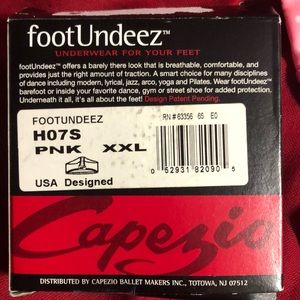 footUndeez™
UNDERWEAR FOR YOUR FEET
footUndeez™ offers a barely there look that is breathable, comfortable, and
provides just the right amount of traction. A smart choice for many disciplines
of dance including modern, lyrical, jazz, arco, yoga and Pilates. Wear footUndeez™
barefoot or inside your favorite dance, gym or street shoe for added protection.
Underneath it all, it's all about the feet! Design Patent Pending.
FOOTUNDEEZ
RN # 63356 65 E0
H07S
PNK XXL
USA Designed
0 52931 82090 5
Capezio
DISTRIBUTED BY CAPEZIO BALLET MAKERS INC., TOTOWA, NJ 07512